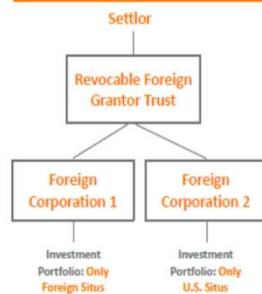 Settlor
Revocable Foreign
Grantor Trust
Foreign
Corporation 1
Foreign
Corporation 2
Investment
Portfolio: Only
Foreign Situs
Investment
Portfolio: Only
U.S. Situs